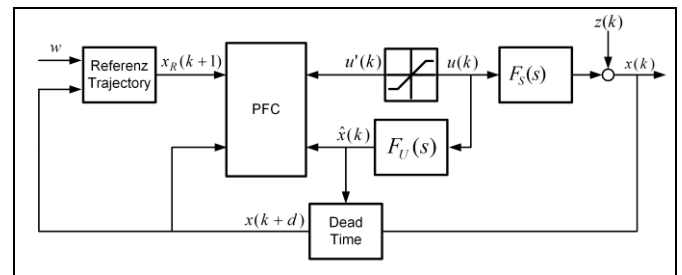 z(k)
w
Referenz
Trajectory
x_R(k+1)
PFC
u'(k)
u(k)
F_S(s)
x(k)
x̂(k)
F_U(s)
x(k+d)
Dead
Time